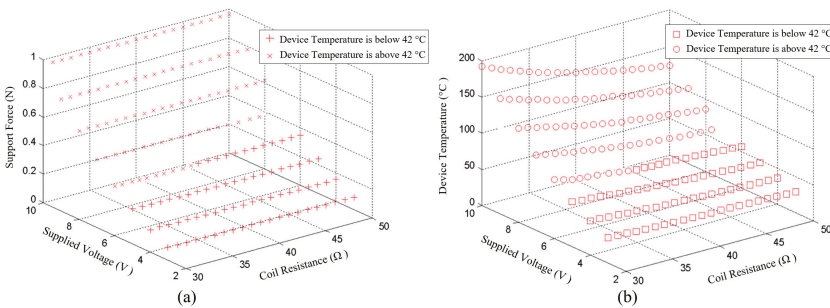 Device Temperature is below 42 °C
Device Temperature is above 42 °C
Support Force (N)
1
0.8
0.6
0.4
0.2
0
10
8
6
4
2
Supplied Voltage (V)
30
35
40
45
50
Coil Resistance (Ω)
(a)
Device Temperature is below 42 °C
Device Temperature is above 42 °C
Device Temperature (°C)
200
150
100
50
0
10
8
6
4
2
Supplied Voltage (V)
30
35
40
45
50
Coil Resistance (Ω)
(b)